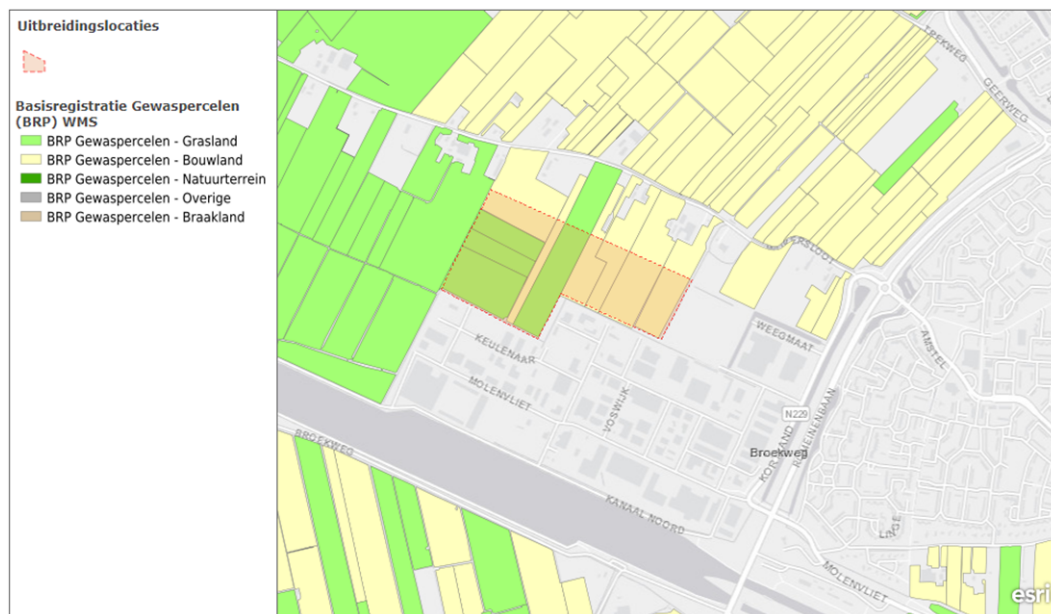 Uitbreidingslocaties
Basisregistratie Gewaspercelen
(BRP) WMS
BRP Gewaspercelen - Grasland
BRP Gewaspercelen - Bouwland
BRP Gewaspercelen - Natuurterrein
BRP Gewaspercelen - Overige
BRP Gewaspercelen - Braakland
TREKWEG
GEERWEG
WEEGMAAT
AMSTEL
KEULENAAR
MOLENVLIET
VOSWIJK
N229
BROEKWEG
Broekweg
KANAAL NOORD
LINGE
MOLENVLIET
esri